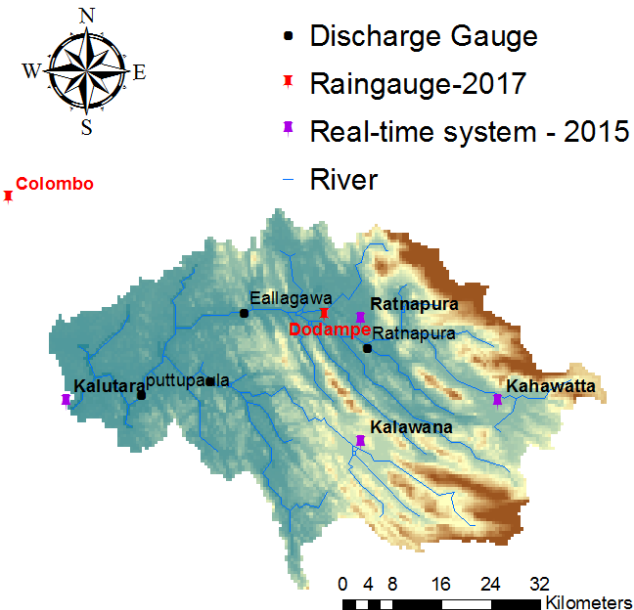 N
W E
S
Discharge Gauge
Raingauge-2017
Real-time system - 2015
River
Colombo
Eallagawa
Ratnapura
Dodampe
Ratnapura
Kalutara
puttupaula
Kahawatta
Kalawana
0 4 8 16 24 32
Kilometers